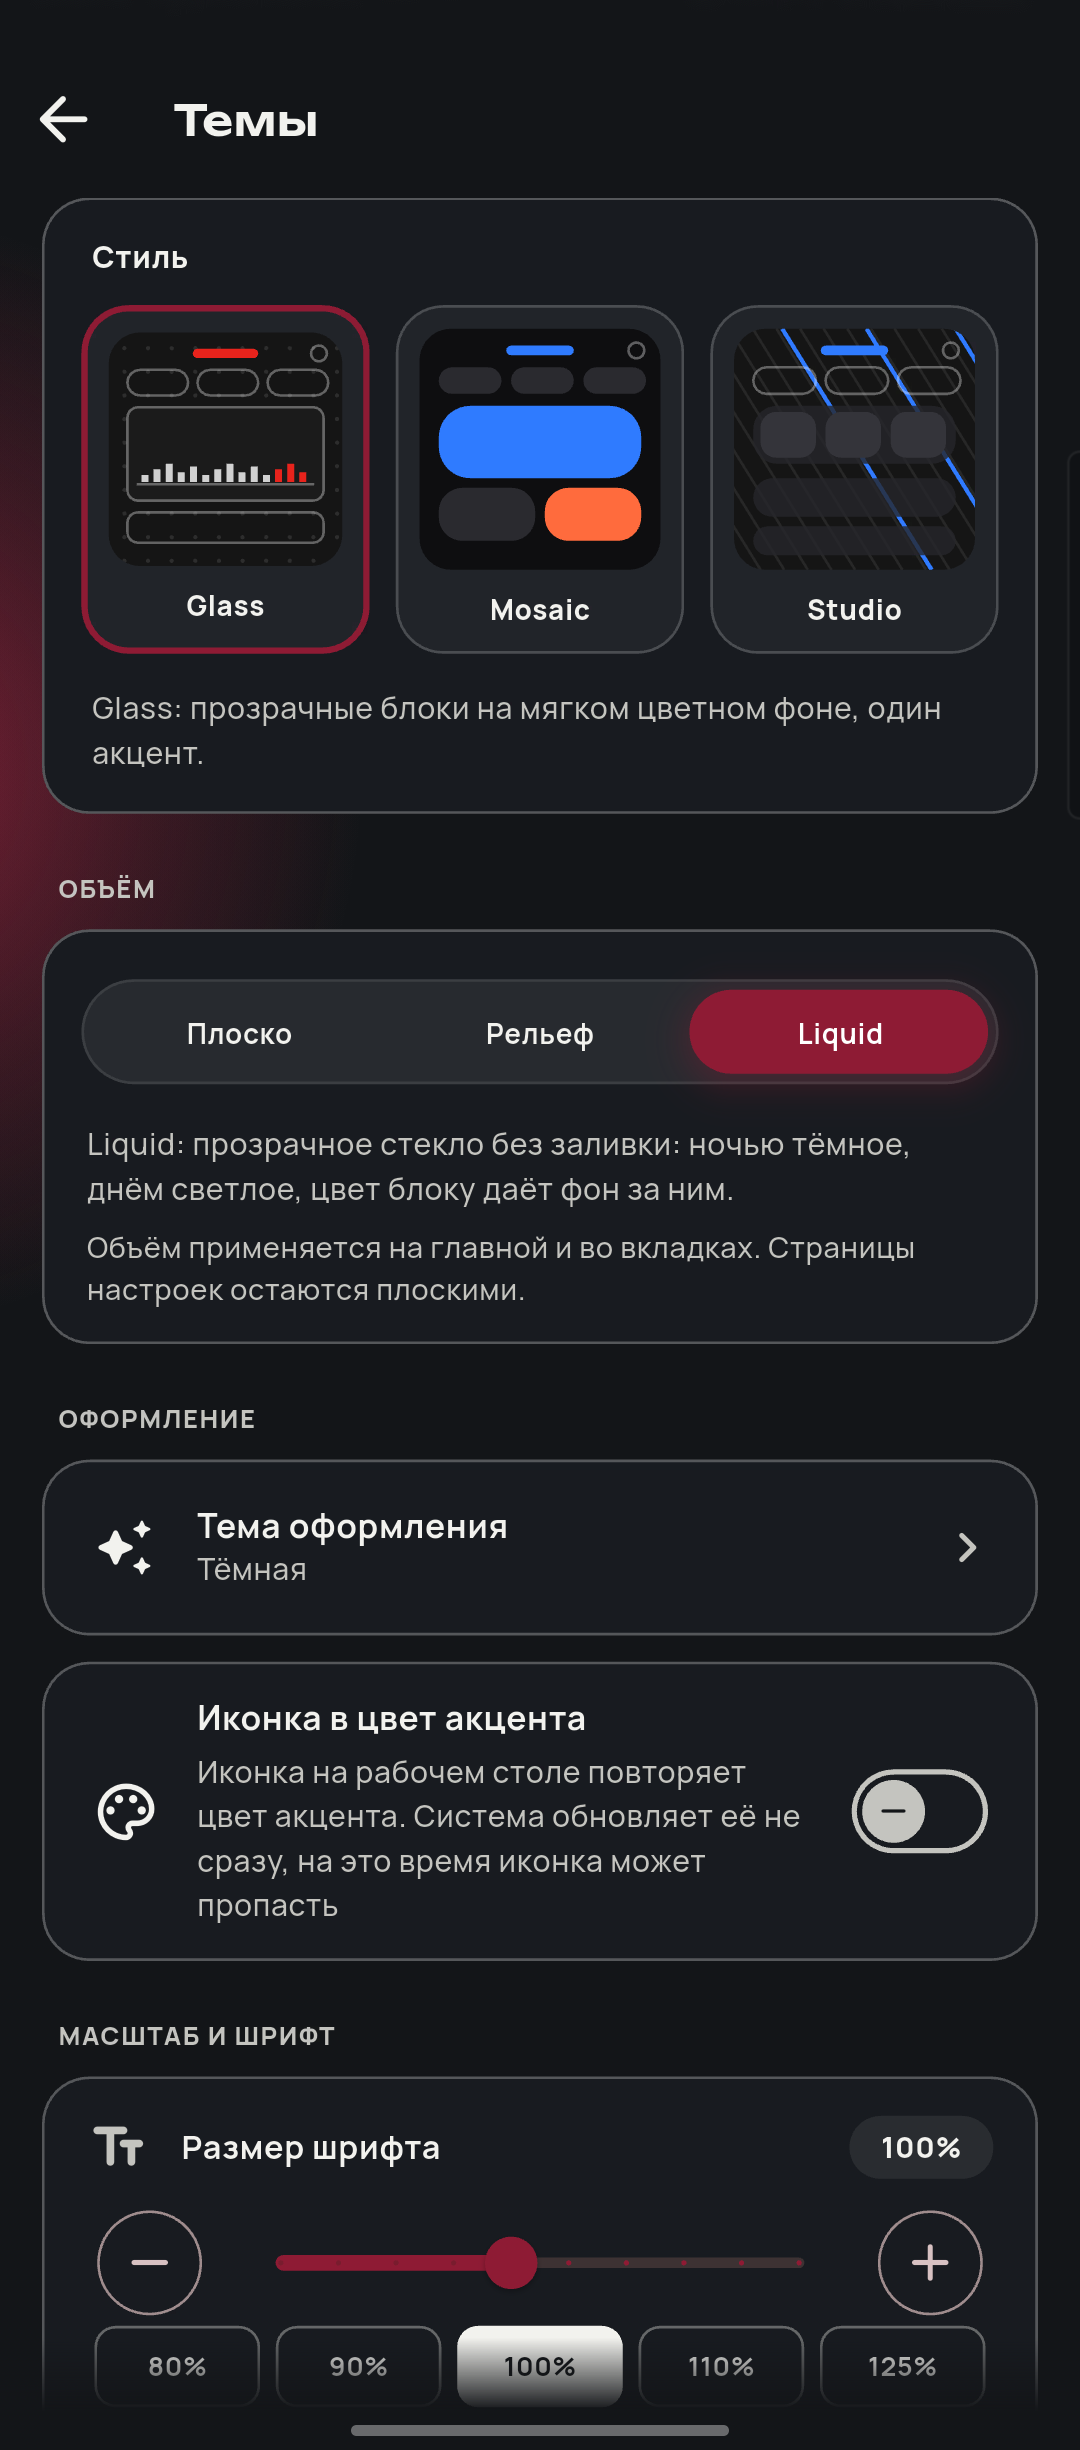 Темы
Стиль
Glass
Mosaic
Studio
Glass: прозрачные блоки на мягком цветном фоне, один
акцент.
ОБЪЁМ
Плоско
Рельеф
Liquid
Liquid: прозрачное стекло без заливки: ночью тёмное,
днём светлое, цвет блоку даёт фон за ним.
Объём применяется на главной и во вкладках. Страницы
настроек остаются плоскими.
ОФОРМЛЕНИЕ
Тема оформления
Тёмная
Иконка в цвет акцента
Иконка на рабочем столе повторяет
цвет акцента. Система обновляет её не
сразу, на это время иконка может
пропасть
МАСШТАБ И ШРИФТ
Размер шрифта
100%
80%
90%
100%
110%
125%